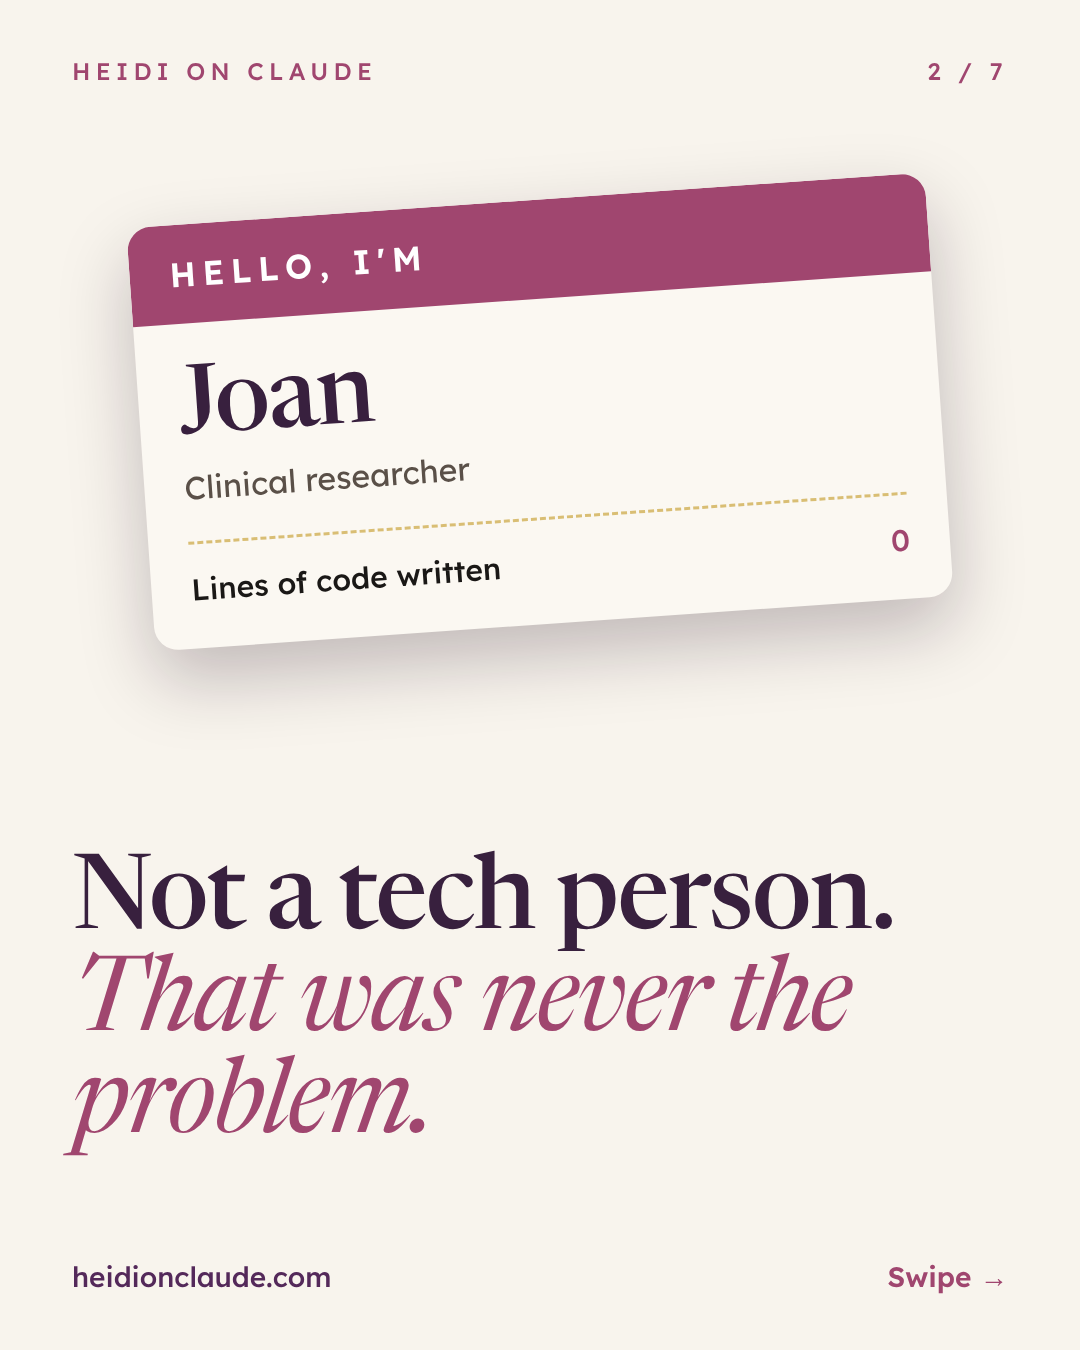 HEIDI ON CLAUDE
2 / 7
HELLO, I'M
Joan
Clinical researcher
Lines of code written
0
Not a tech person.
That was never the
problem.
heidionclaude.com
Swipe →